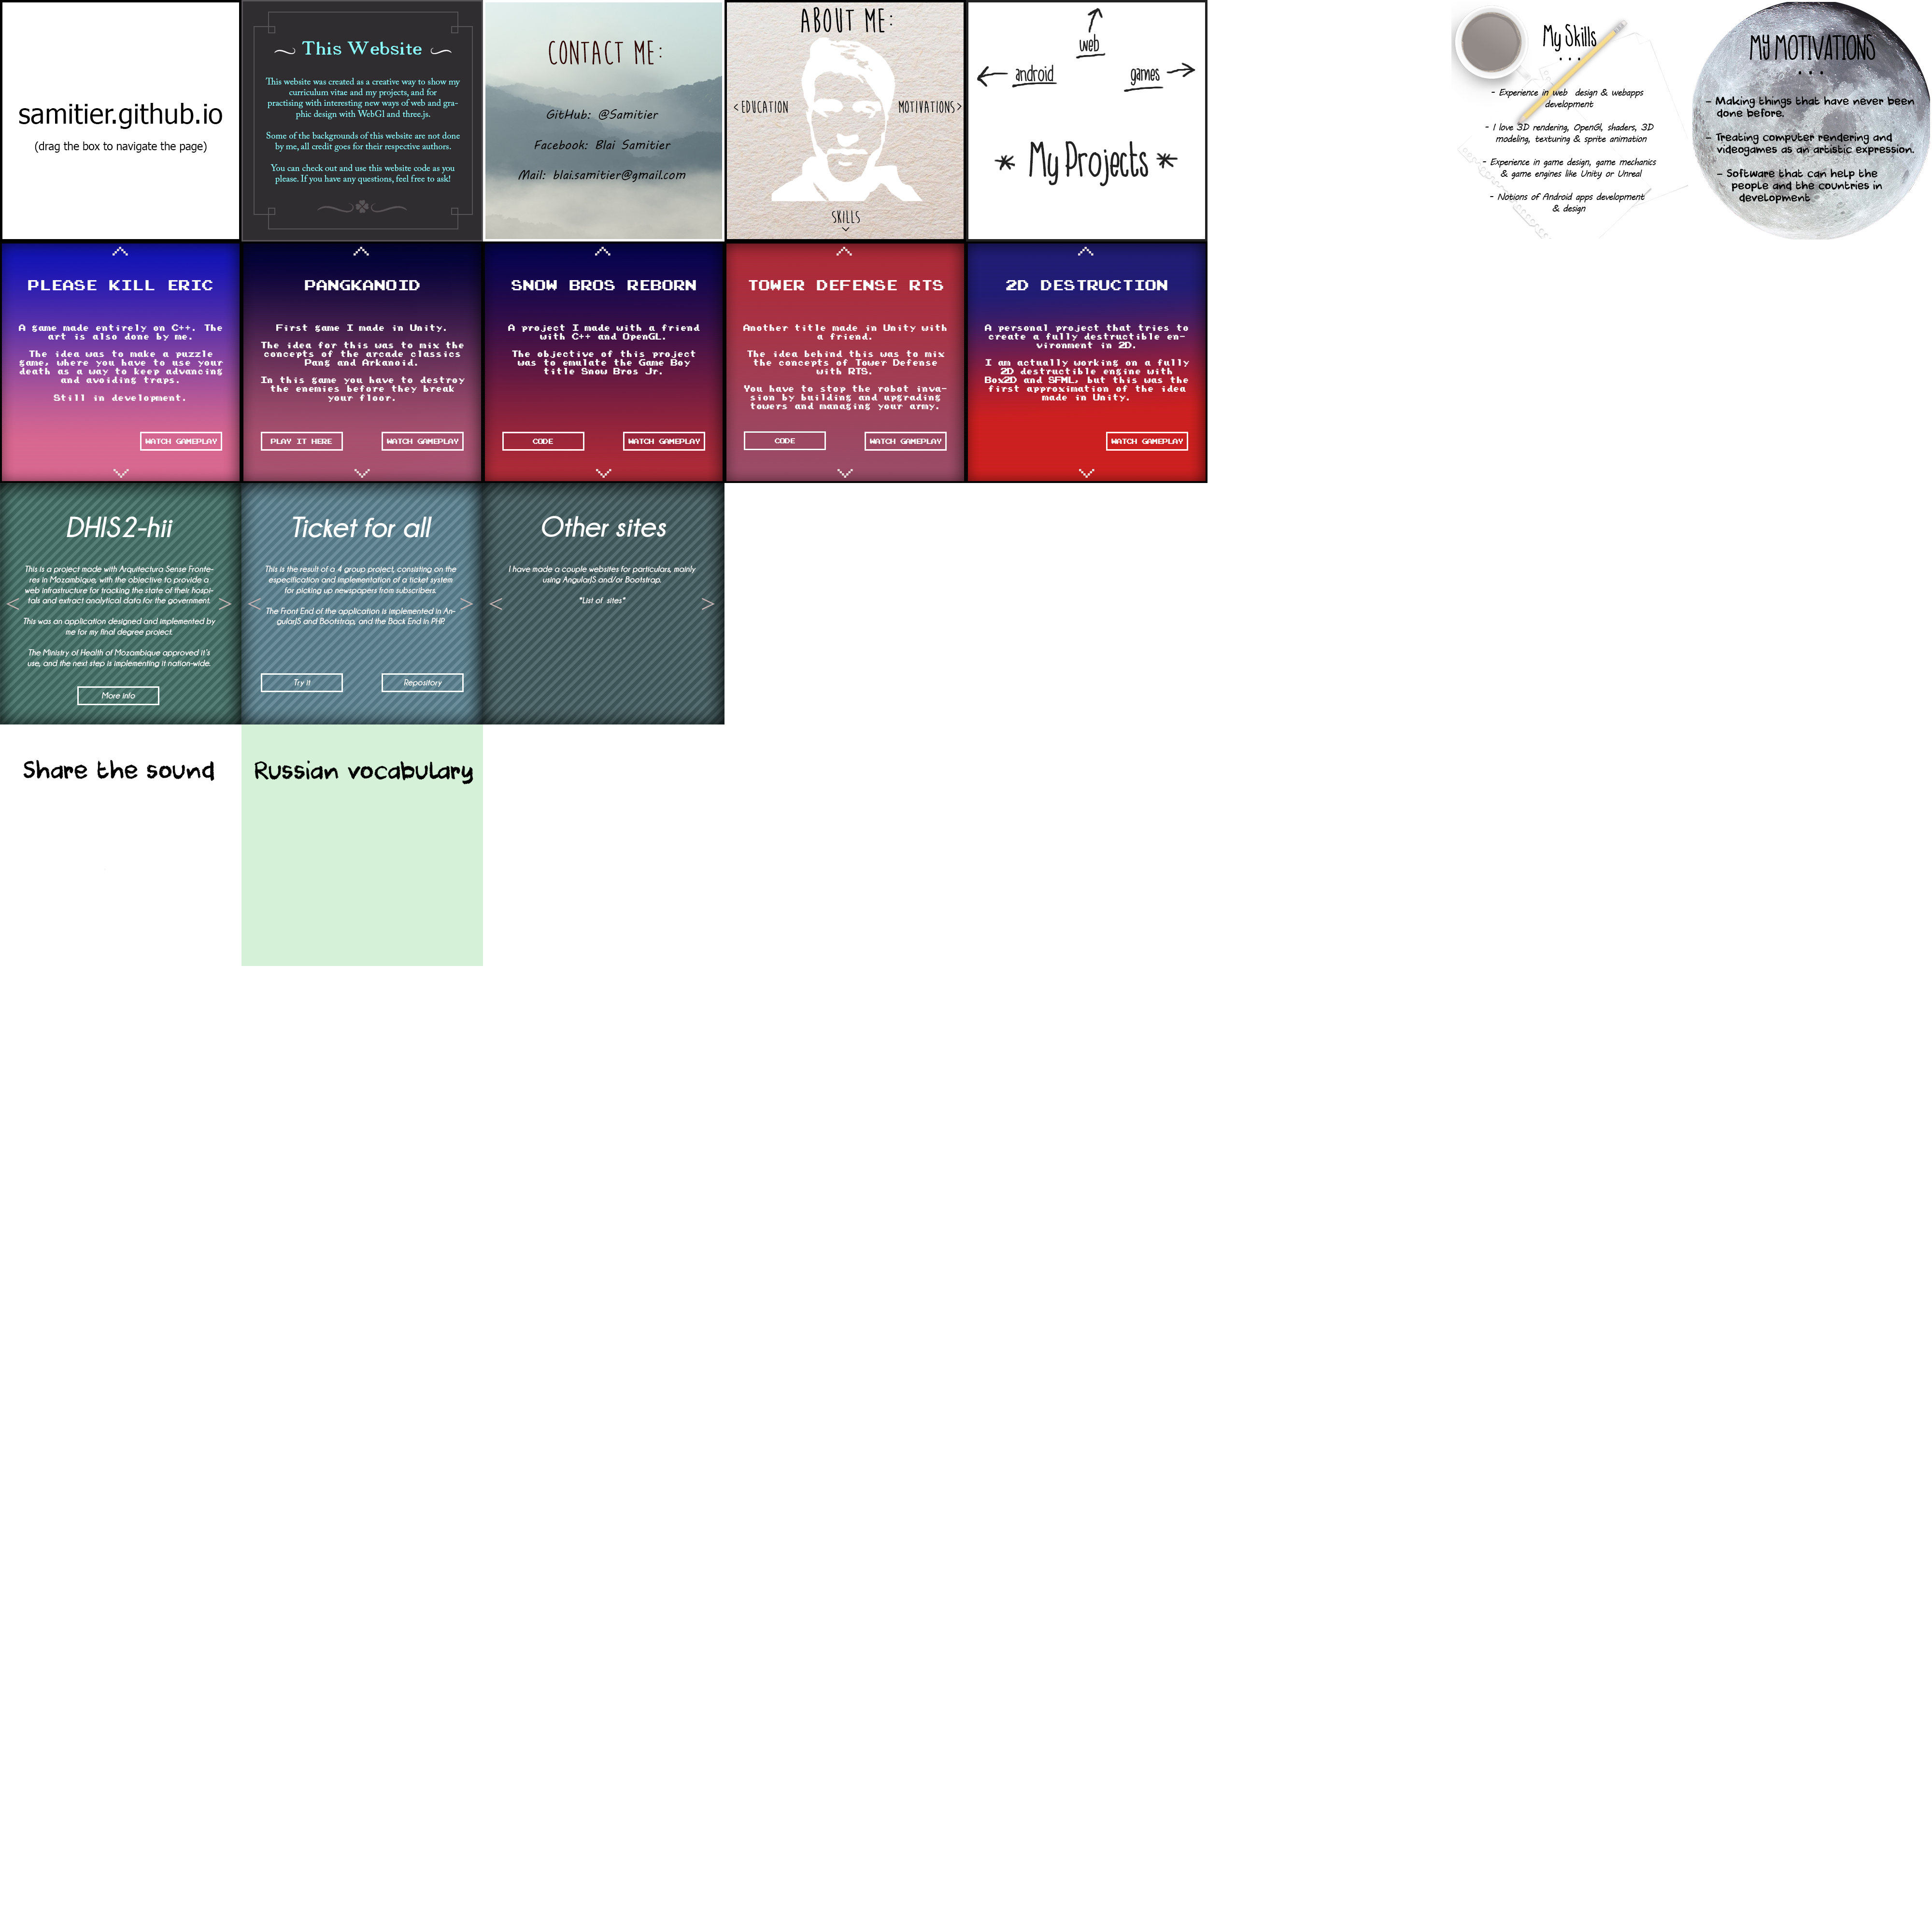 samitier.github.io
(drag the box to navigate the page)
This Website
This website was created as a creative way to show my
curriculum vitae and my projects, and for
practising with interesting new ways of web and gra-
phic design with WebGl and three.js.
Some of the backgrounds of this website are not done
by me, all credit goes for their respective authors.
You can check out and use this website code as you
please. If you have any questions, feel free to ask!
CONTACT ME:
GitHub: @Samitier
Facebook: Blai Samitier
Mail: blai.samitier@gmail.com
ABOUT ME:
< EDUCATION
MOTIVATIONS >
SKILLS
web
android
games
* My Projects *
My Skills
...
- Experience in web design & webapps
development
- I love 3D rendering, OpenGl, shaders, 3D
modeling, texturing & sprite animation
- Experience in game design, game mechanics
& game engines like Unity or Unreal
- Notions of Android apps development
& design
MY MOTIVATIONS
...
- Making things that have never been
done before.
- Treating computer rendering and
videogames as an artistic expression.
- Software that can help the
people and the countries in
development
PLEASE KILL ERIC
A game made entirely on C++. The
art is also done by me.
The idea was to make a puzzle
game, where you have to use your
death as a way to keep advancing
and avoiding traps.
Still in development.
WATCH GAMEPLAY
PANGKANOID
First game I made in Unity.
The idea for this was to mix the
concepts of the arcade classics
Pang and Arkanoid.
In this game you have to destroy
the enemies before they break
your floor.
PLAY IT HERE
WATCH GAMEPLAY
SNOW BROS REBORN
A project I made with a friend
with C++ and OpenGL.
The objective of this project
was to emulate the Game Boy
title Snow Bros Jr.
CODE
WATCH GAMEPLAY
TOWER DEFENSE RTS
Another title made in Unity with
a friend.
The idea behind this was to mix
the concepts of Tower Defense
with RTS.
You have to stop the robot inva-
sion by building and upgrading
towers and managing your army.
CODE
WATCH GAMEPLAY
2D DESTRUCTION
A personal project that tries to
create a fully destructible en-
vironment in 2D.
I am actually working on a fully
2D destructible engine with
Box2D and SFML, but this was the
first approximation of the idea
made in Unity.
WATCH GAMEPLAY
DHIS2-hii
This is a project made with Arquitectura Sense Fronte-
res in Mozambique, with the objective to provide a
web infrastructure for tracking the state of their hospi-
tals and extract analytical data for the government.
This was an application designed and implemented by
me for my final degree project.
The Ministry of Health of Mozambique approved it's
use, and the next step is implementing it nation-wide.
More info
Ticket for all
This is the result of a 4 group project, consisting on the
especification and implementation of a ticket system
for picking up newspapers from subscribers.
The Front End of the application is implemented in An-
gularJS and Bootstrap, and the Back End in PHP.
Try it
Repository
Other sites
I have made a couple websites for particulars, mainly
using AngularJS and/or Bootstrap.
*List of sites*
Share the sound
Russian vocabulary